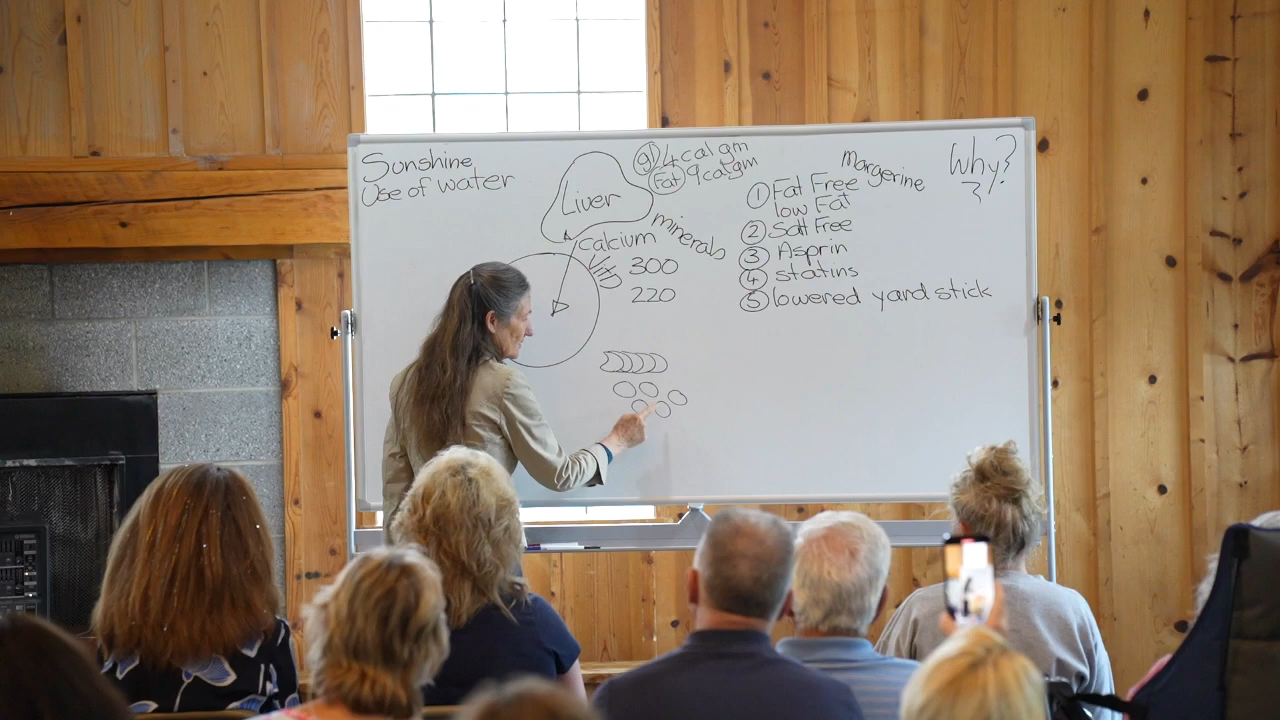 Sunshine
Use of water
Liver
gl 4 cal gm
Fat 9 cal gm
minerals
calcium
300
220
Margerine
Why?
① Fat Free
low Fat
② Salt Free
③ Asprin
④ statins
⑤ lowered yard stick